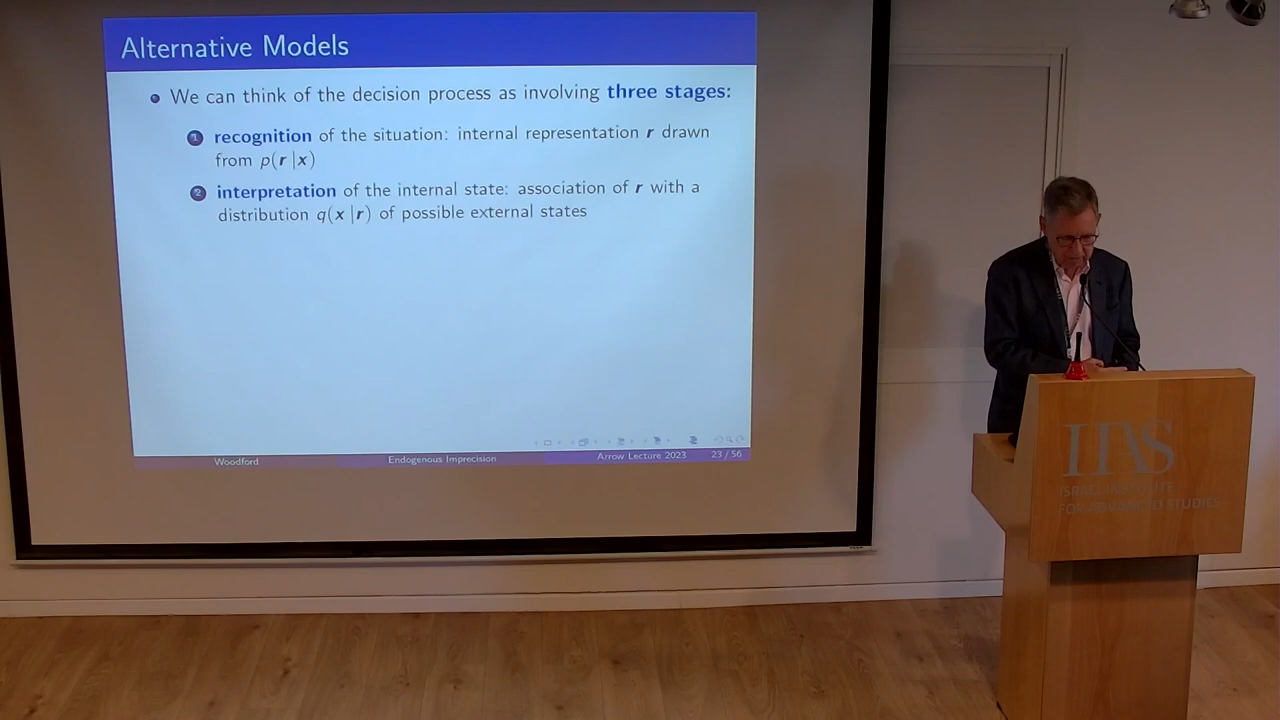 Alternative Models
We can think of the decision process as involving three stages:
1 recognition of the situation: internal representation r drawn
from p(r|x)
2 interpretation of the internal state: association of r with a
distribution q(x|r) of possible external states
Woodford Endogenous Imprecision Arrow Lecture 2023 23 / 56
IIAS
ISRAEL INSTITUTE
FOR ADVANCED STUDIES